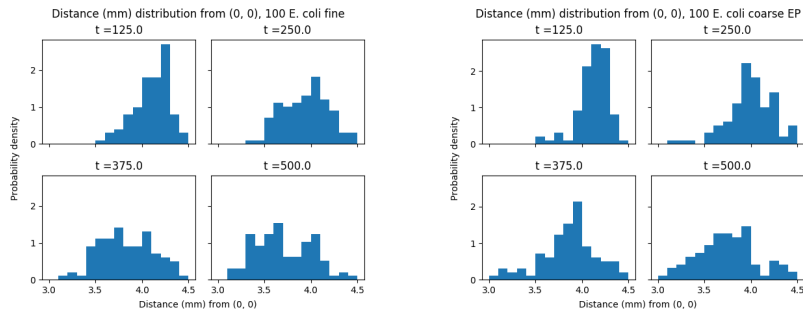 Distance (mm) distribution from (0, 0), 100 E. coli fine
t =125.0
t =250.0
2
1
0
t =375.0
t =500.0
2
1
0
3.0 3.5 4.0 4.5
3.0 3.5 4.0 4.5
Probability density
Distance (mm) from (0, 0)
Distance (mm) distribution from (0, 0), 100 E. coli coarse EP
t =125.0
t =250.0
2
1
0
t =375.0
t =500.0
2
1
0
3.0 3.5 4.0 4.5
3.0 3.5 4.0 4.5
Probability density
Distance (mm) from (0, 0)